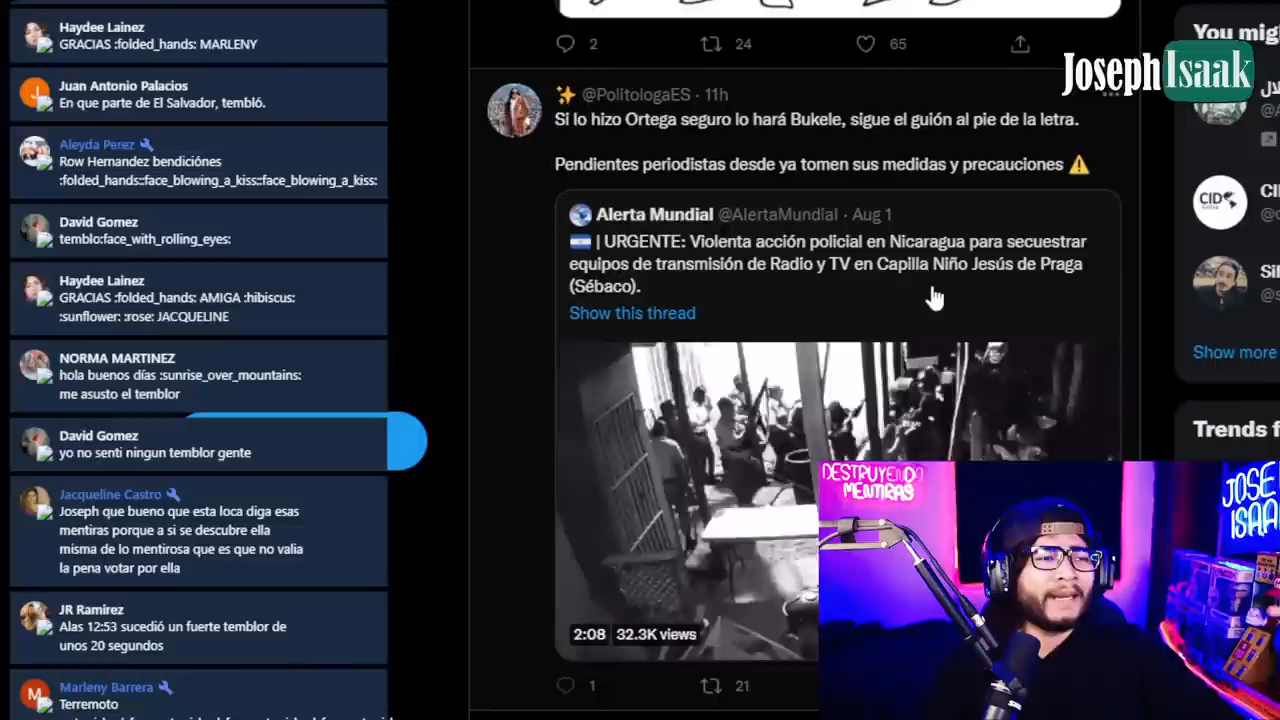 Haydee Lainez
GRACIAS :folded_hands: MARLENY
Juan Antonio Palacios
En que parte de El Salvador, tembló.
Aleyda Perez
Row Hernandez bendiciónes
:folded_hands::face_blowing_a_kiss::face_blowing_a_kiss:
David Gomez
temblo:face_with_rolling_eyes:
Haydee Lainez
GRACIAS :folded_hands: AMIGA :hibiscus:
:sunflower: :rose: JACQUELINE
NORMA MARTINEZ
hola buenos días :sunrise_over_mountains:
me asusto el temblor
David Gomez
yo no senti ningun temblor gente
Jacqueline Castro
Joseph que bueno que esta loca diga esas
mentiras porque a si se descubre ella
misma de lo mentirosa que es que no valia
la pena votar por ella
JR Ramirez
Alas 12:53 sucedió un fuerte temblor de
unos 20 segundos
M
Marleny Barrera
Terremoto
2 24 65
✨ @PolitologaES · 11h
Si lo hizo Ortega seguro lo hará Bukele, sigue el guión al pie de la letra.
Pendientes periodistas desde ya tomen sus medidas y precauciones ⚠️
Alerta Mundial @AlertaMundial · Aug 1
🇳🇮 | URGENTE: Violenta acción policial en Nicaragua para secuestrar
equipos de transmisión de Radio y TV en Capilla Niño Jesús de Praga
(Sébaco).
Show this thread
2:08 32.3K views
1 21
You mig
Joseph Isaak
CID
CI
Sil
Show more
Trends f
DESTRUYENDO
MENTIRAS
JOSE
ISAA